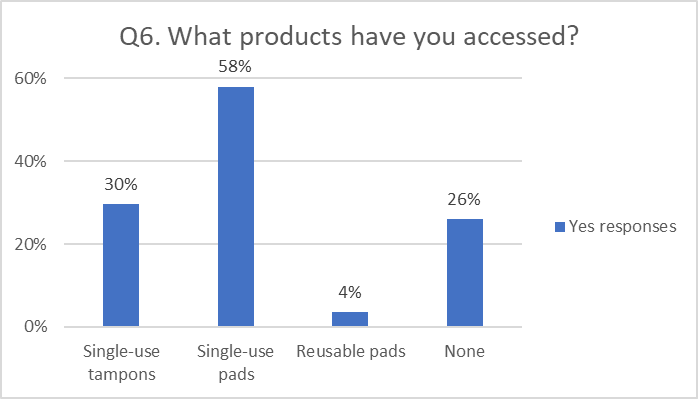 Q6. What products have you accessed?
58%
60%
40%
30%
26%
20%
4%
0%
Yes responses
Single-use
tampons
Single-use
pads
Reusable pads
None